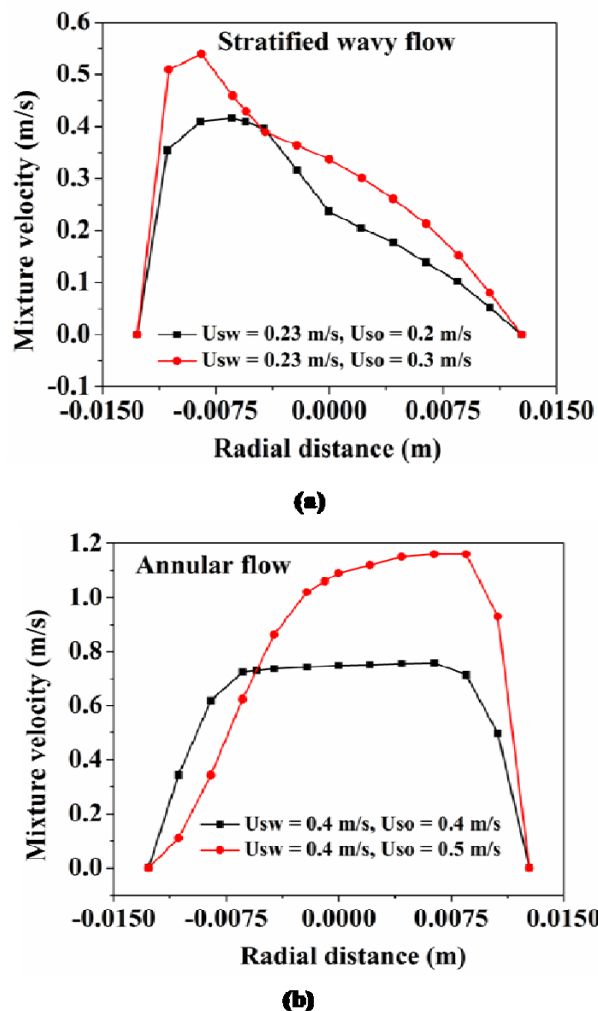 Stratified wavy flow
Mixture velocity (m/s)
0.6
0.5
0.4
0.3
0.2
0.1
0.0
-0.1
Usw = 0.23 m/s, Uso = 0.2 m/s
Usw = 0.23 m/s, Uso = 0.3 m/s
-0.0150 -0.0075 0.0000 0.0075 0.0150
Radial distance (m)
(a)
Annular flow
Mixture velocity (m/s)
1.2
1.0
0.8
0.6
0.4
0.2
0.0
Usw = 0.4 m/s, Uso = 0.4 m/s
Usw = 0.4 m/s, Uso = 0.5 m/s
-0.0150 -0.0075 0.0000 0.0075 0.0150
Radial distance (m)
(b)